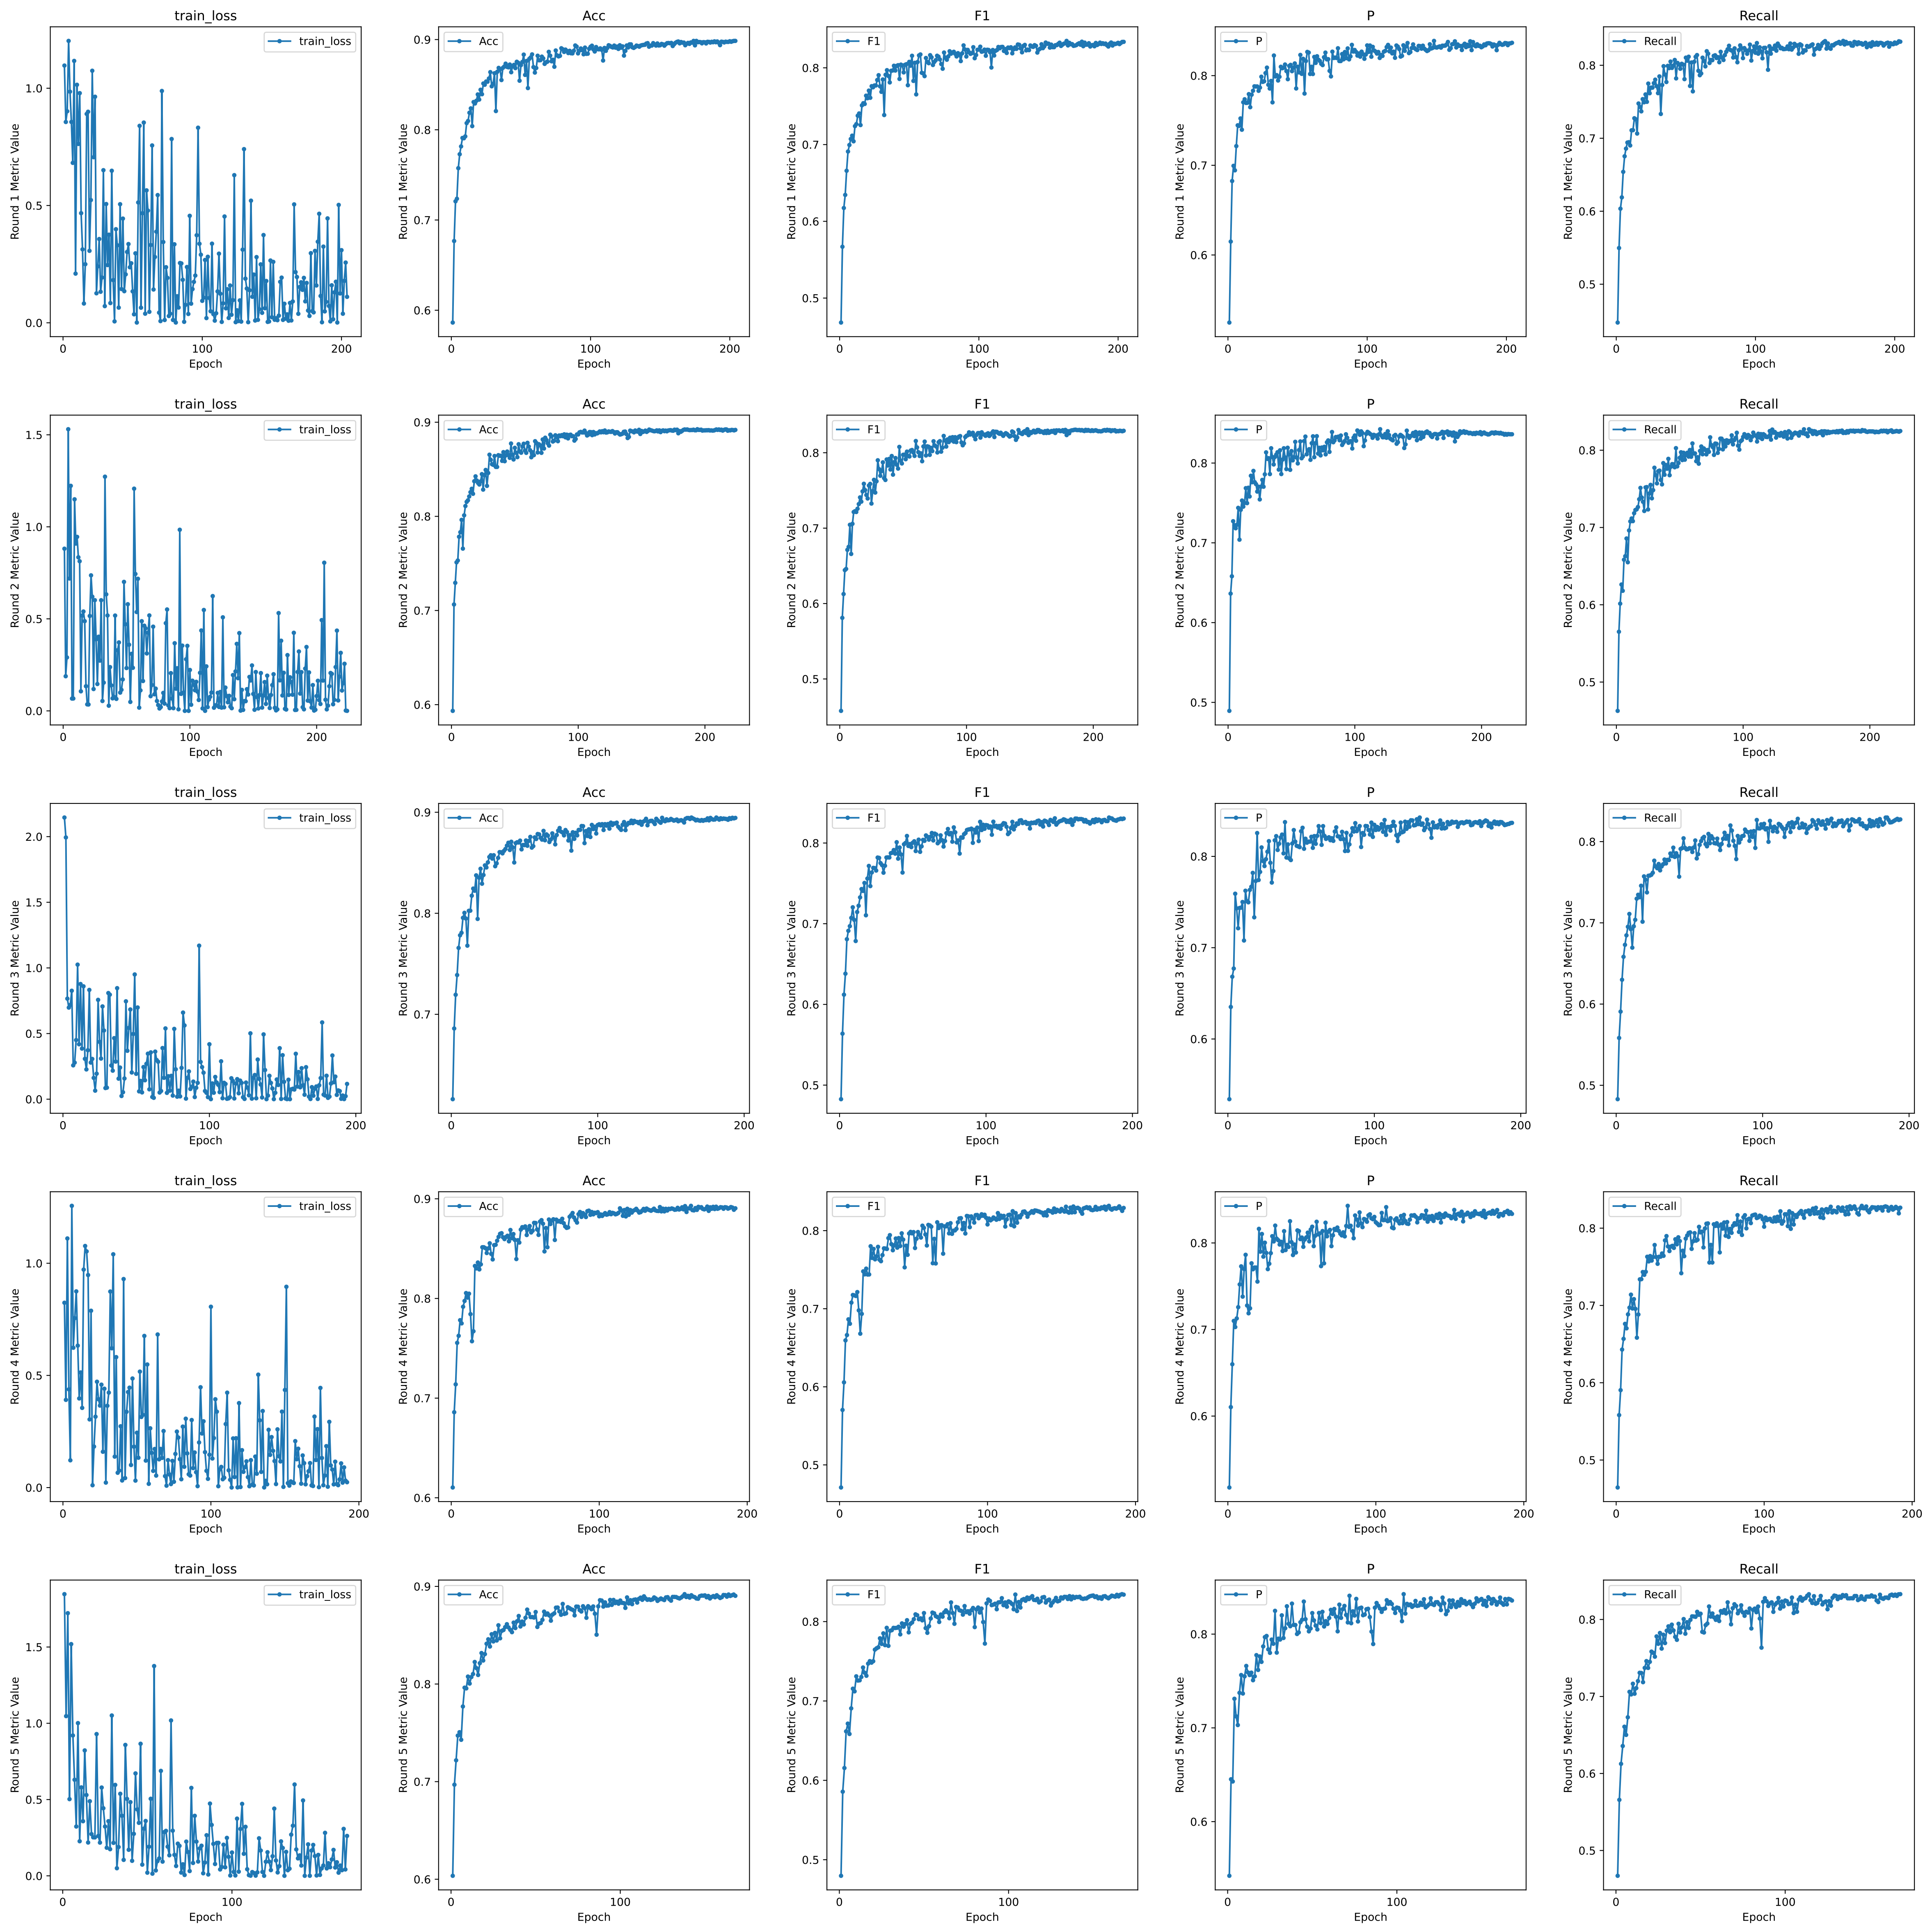 train_loss Acc F1 P Recall
train_loss Acc F1 P Recall
Round 1 Metric Value Round 1 Metric Value Round 1 Metric Value Round 1 Metric Value Round 1 Metric Value
1.0 0.5 0.0
0.9 0.8 0.7 0.6
0.8 0.7 0.6 0.5
0.8 0.7 0.6
0.8 0.7 0.6 0.5
0 100 200 0 100 200 0 100 200 0 100 200 0 100 200
Epoch Epoch Epoch Epoch Epoch
train_loss Acc F1 P Recall
train_loss Acc F1 P Recall
Round 2 Metric Value Round 2 Metric Value Round 2 Metric Value Round 2 Metric Value Round 2 Metric Value
1.5 1.0 0.5 0.0
0.9 0.8 0.7 0.6
0.8 0.7 0.6 0.5
0.8 0.7 0.6 0.5
0.8 0.7 0.6 0.5
0 100 200 0 100 200 0 100 200 0 100 200 0 100 200
Epoch Epoch Epoch Epoch Epoch
train_loss Acc F1 P Recall
train_loss Acc F1 P Recall
Round 3 Metric Value Round 3 Metric Value Round 3 Metric Value Round 3 Metric Value Round 3 Metric Value
2.0 1.5 1.0 0.5 0.0
0.9 0.8 0.7
0.8 0.7 0.6 0.5
0.8 0.7 0.6
0.8 0.7 0.6 0.5
0 100 200 0 100 200 0 100 200 0 100 200 0 100 200
Epoch Epoch Epoch Epoch Epoch
train_loss Acc F1 P Recall
train_loss Acc F1 P Recall
Round 4 Metric Value Round 4 Metric Value Round 4 Metric Value Round 4 Metric Value Round 4 Metric Value
1.0 0.5 0.0
0.9 0.8 0.7 0.6
0.8 0.7 0.6 0.5
0.8 0.7 0.6
0.8 0.7 0.6 0.5
0 100 200 0 100 200 0 100 200 0 100 200 0 100 200
Epoch Epoch Epoch Epoch Epoch
train_loss Acc F1 P Recall
train_loss Acc F1 P Recall
Round 5 Metric Value Round 5 Metric Value Round 5 Metric Value Round 5 Metric Value Round 5 Metric Value
1.5 1.0 0.5 0.0
0.9 0.8 0.7 0.6
0.8 0.7 0.6 0.5
0.8 0.7 0.6
0.8 0.7 0.6 0.5
0 100 0 100 0 100 0 100 0 100
Epoch Epoch Epoch Epoch Epoch